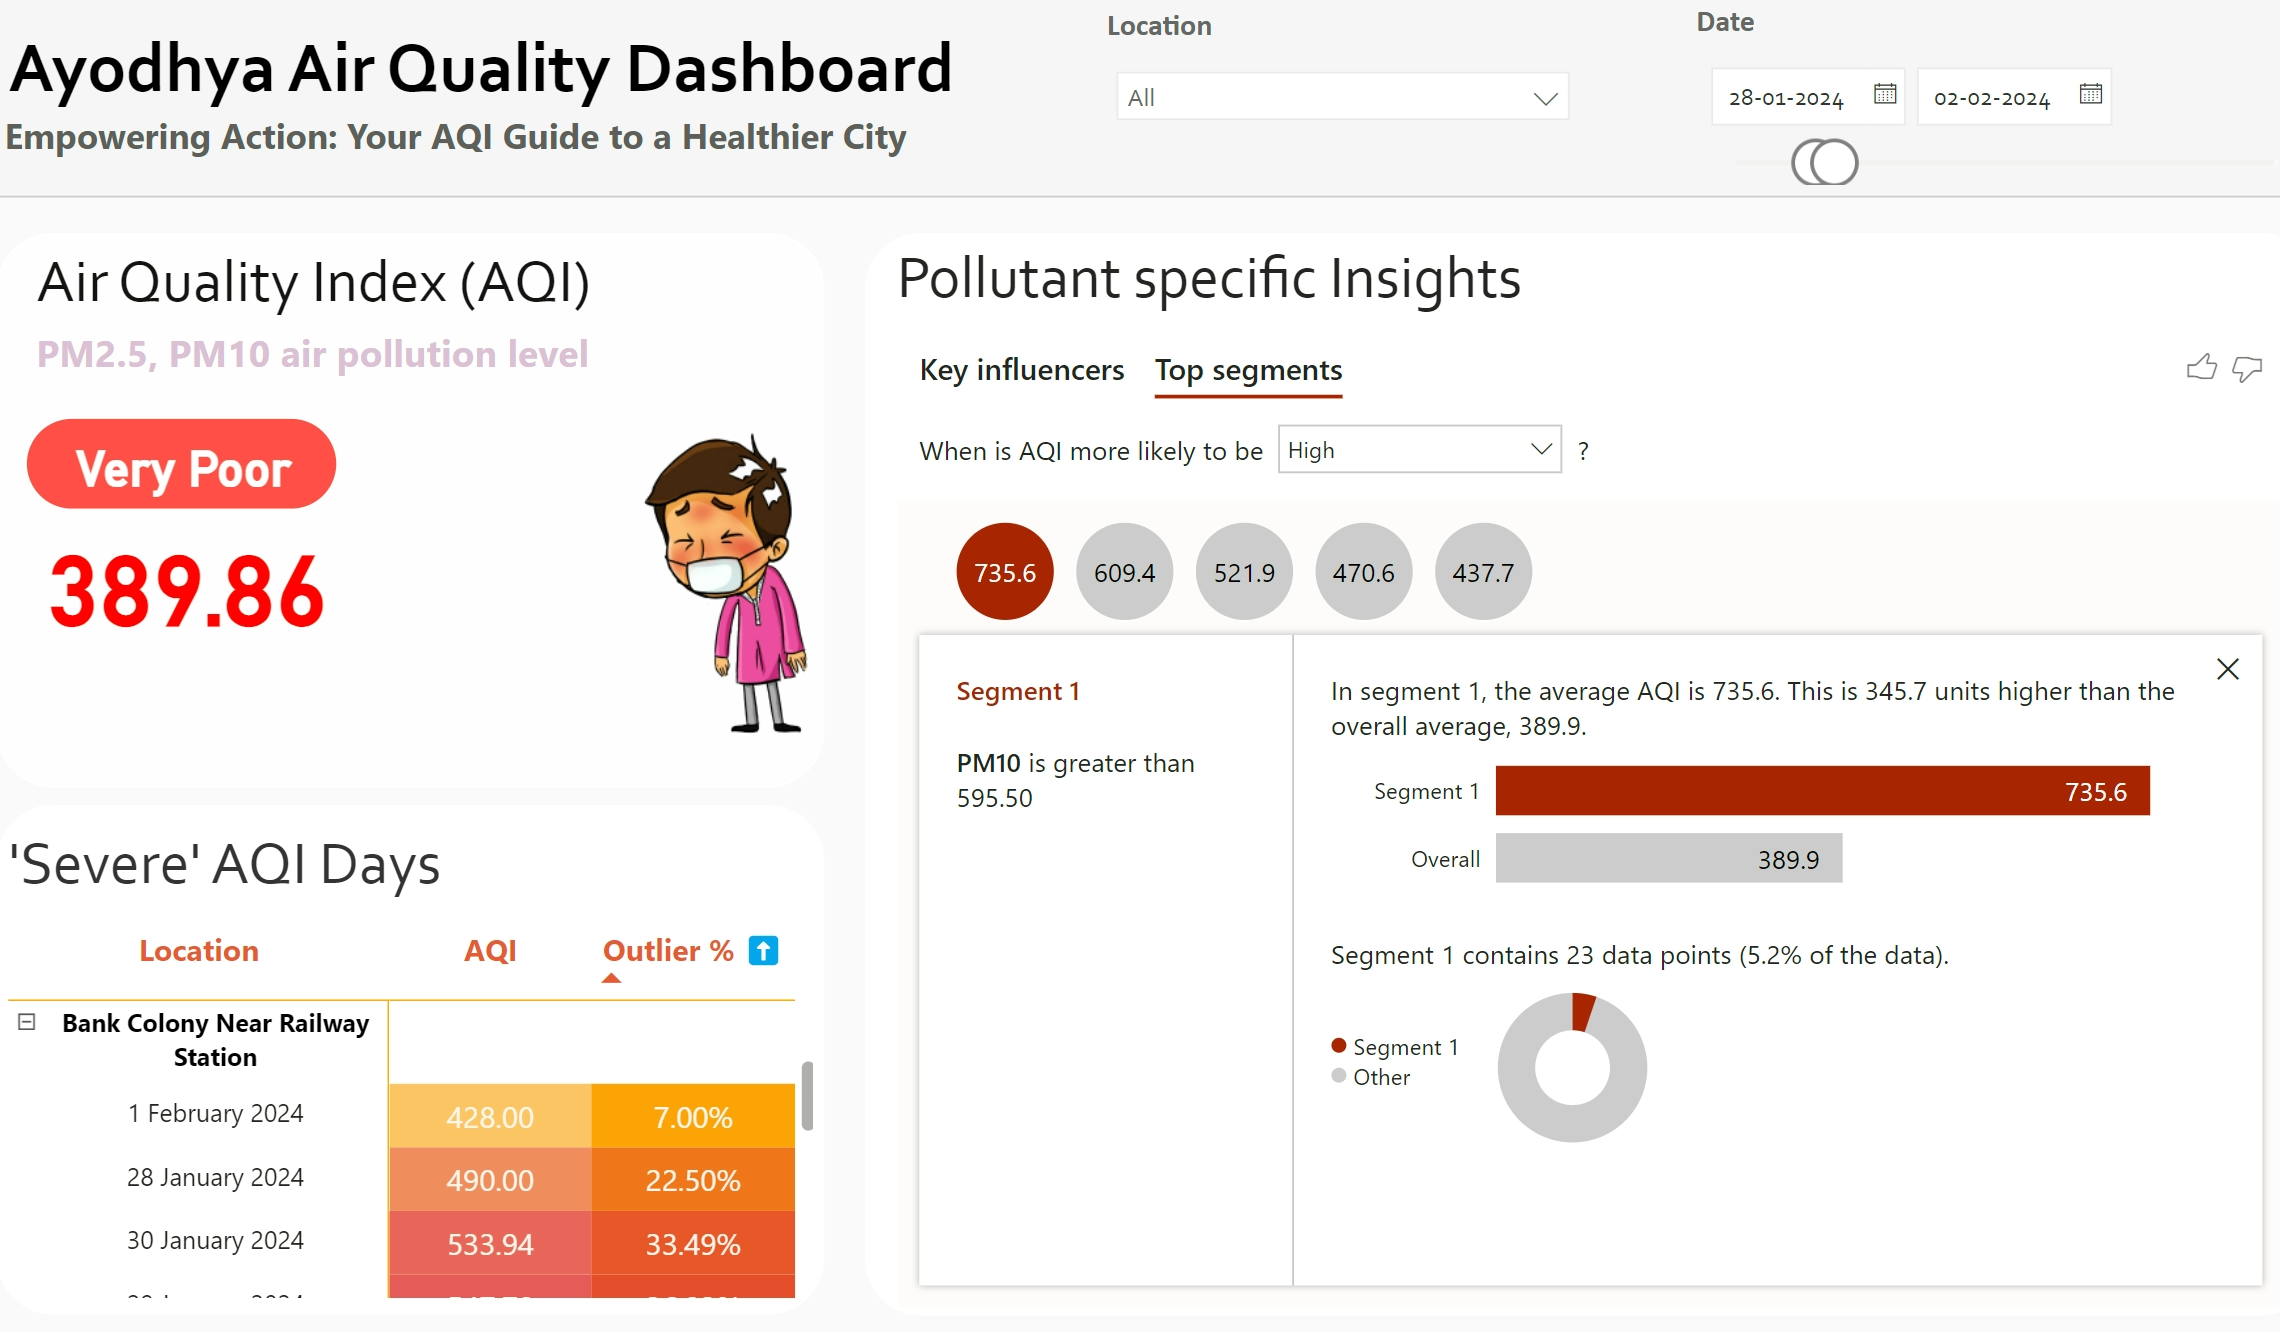 Ayodhya Air Quality Dashboard
Empowering Action: Your AQI Guide to a Healthier City
Location
All
Date
28-01-2024
02-02-2024
Air Quality Index (AQI)
PM2.5, PM10 air pollution level
Very Poor
389.86
'Severe' AQI Days
Location AQI Outlier %
Bank Colony Near Railway
Station
1 February 2024 428.00 7.00%
28 January 2024 490.00 22.50%
30 January 2024 533.94 33.49%
Pollutant specific Insights
Key influencers Top segments
When is AQI more likely to be High ?
735.6 609.4 521.9 470.6 437.7
Segment 1
PM10 is greater than
595.50
In segment 1, the average AQI is 735.6. This is 345.7 units higher than the
overall average, 389.9.
Segment 1 735.6
Overall 389.9
Segment 1 contains 23 data points (5.2% of the data).
Segment 1
Other